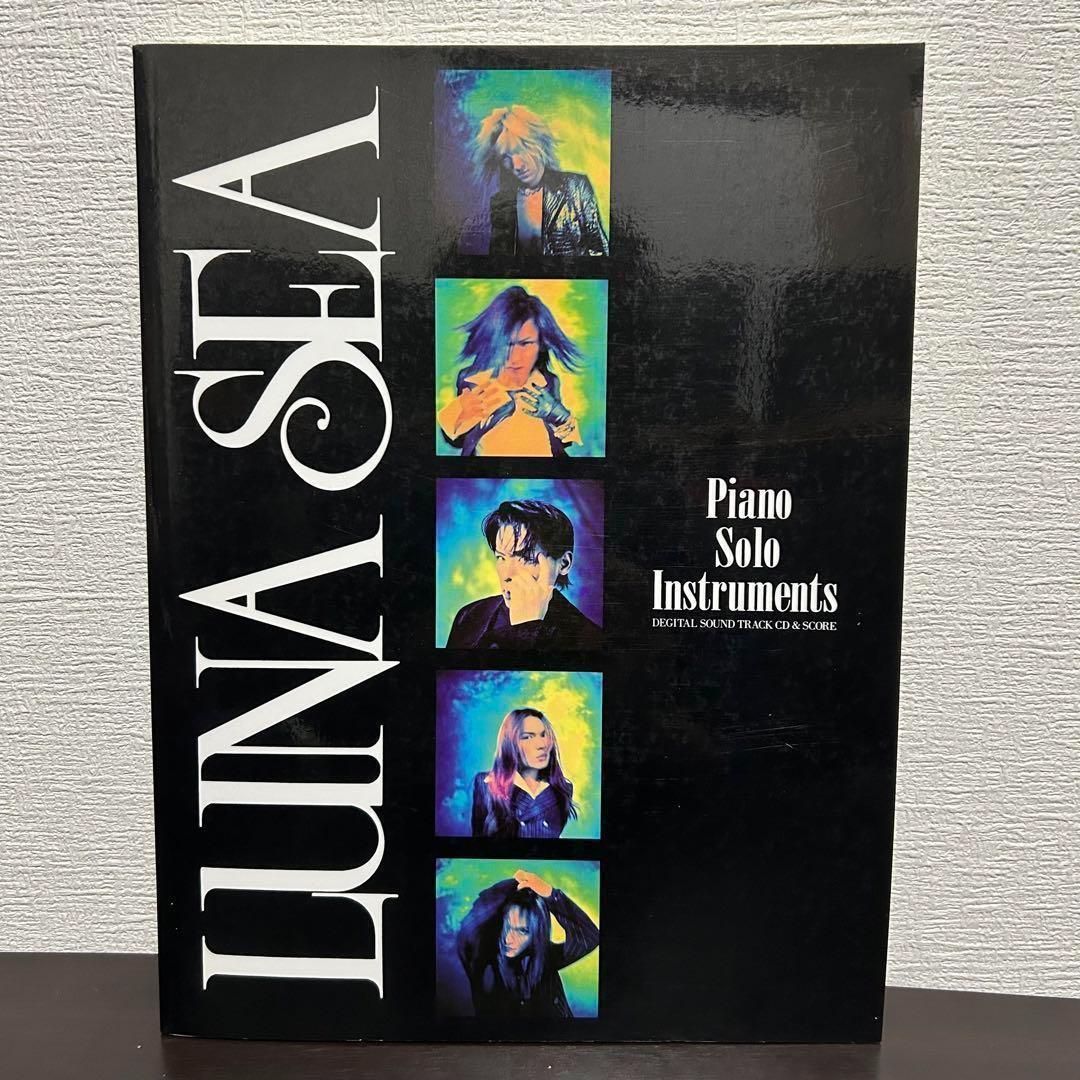 LUNA SEA
Piano
Solo
Instruments
DEGITAL SOUND TRACK CD & SCORE